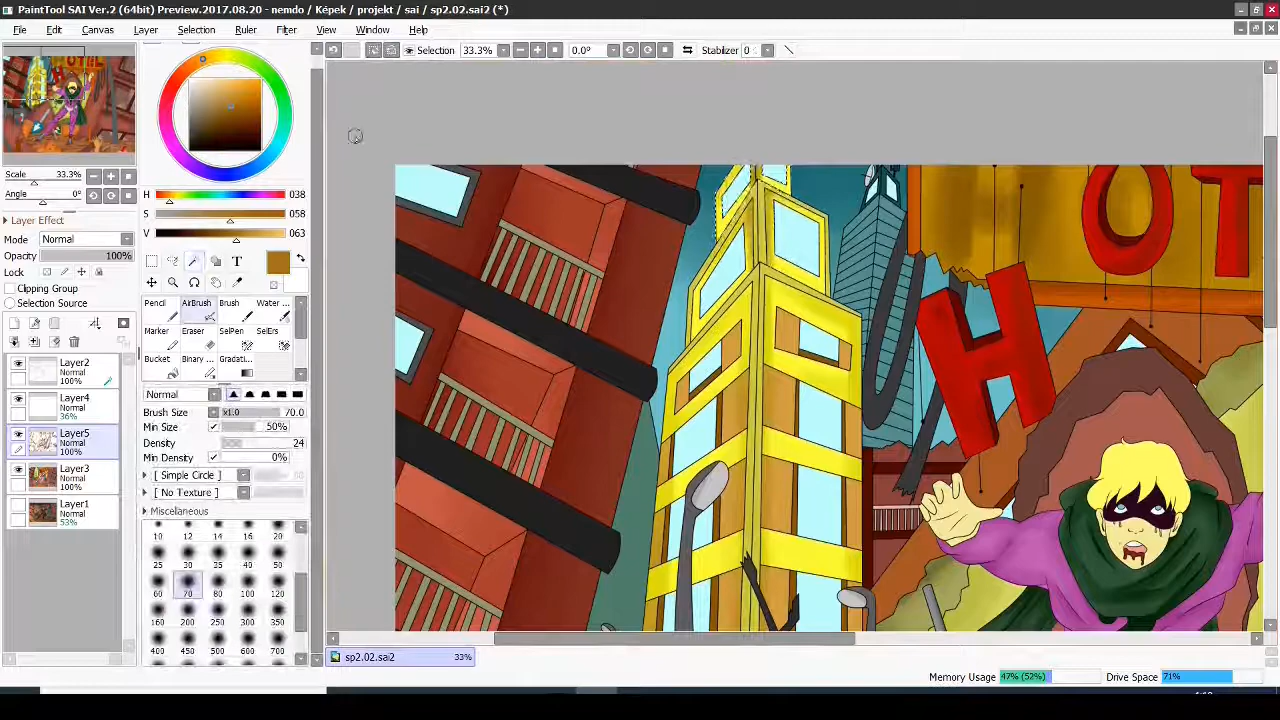 PaintTool SAI Ver.2 (64bit) Preview.2017.08.20 - nemdo / Képek / projekt / sai / sp2.02.sai2 (*)
File Edit Canvas Layer Selection Ruler Filter View Window Help
Selection 33.3% 0.0° Stabilizer 0
Scale 33.3%
Angle 0°
Layer Effect
Mode Normal
Opacity 100%
Lock
Clipping Group
Selection Source
Layer2
Normal
100%
Layer4
36%
Layer5
Normal
100%
Layer3
Normal
100%
Layer1
53%
H 038
S 058
V 063
T
Pencil AirBrush Brush Water ...
Marker Eraser SelPen SelErs
Bucket Binary ... Gradati...
Normal
Brush Size x1.0 70.0
Min Size 50%
Density 24
Min Density 0%
[ Simple Circle ]
[ No Texture ]
Miscellaneous
10 12 14 16 20
25 30 35 40 50
60 70 80 100 120
160 200 250 300 350
400 450 500 600 700
H O T
sp2.02.sai2 33%
Memory Usage 47% (52%) Drive Space 71%